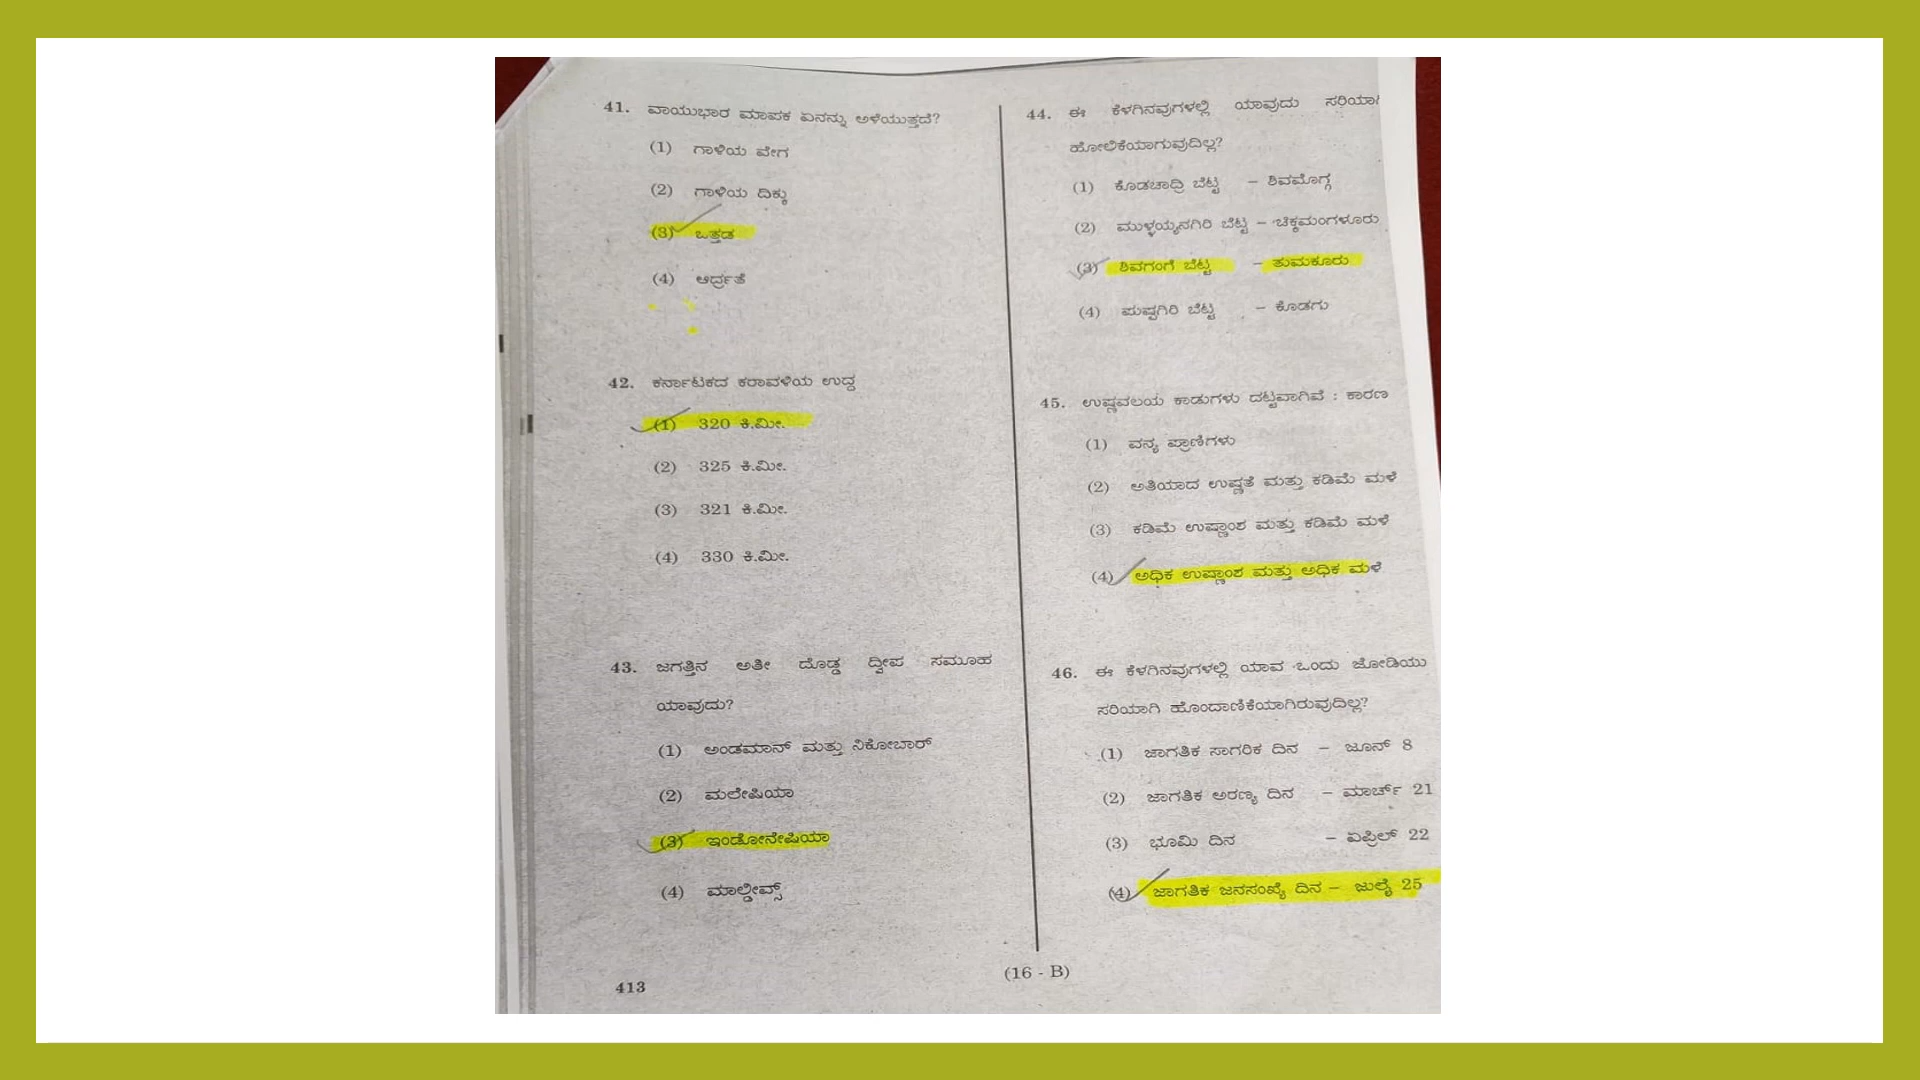 41. ವಾಯುಭಾರ ಮಾಪಕ ಏನನ್ನು ಅಳೆಯುತ್ತದೆ?
(1) ಗಾಳಿಯ ವೇಗ
(2) ಗಾಳಿಯ ದಿಕ್ಕು
(3) ಒತ್ತಡ
(4) ಆರ್ದ್ರತೆ
42. ಕರ್ನಾಟಕದ ಕರಾವಳಿಯ ಉದ್ದ
(1) 320 ಕಿ.ಮೀ.
(2) 325 ಕಿ.ಮೀ.
(3) 321 ಕಿ.ಮೀ.
(4) 330 ಕಿ.ಮೀ.
43. ಜಗತ್ತಿನ ಅತೀ ದೊಡ್ಡ ದ್ವೀಪ ಸಮೂಹ
ಯಾವುದು?
(1) ಅಂಡಮಾನ್ ಮತ್ತು ನಿಕೋಬಾರ್
(2) ಮಲೇಷಿಯಾ
(3) ಇಂಡೋನೇಷಿಯಾ
(4) ಮಾಲ್ಡೀವ್ಸ್
44. ಈ ಕೆಳಗಿನವುಗಳಲ್ಲಿ ಯಾವುದು
ಹೋಲಿಕೆಯಾಗುವುದಿಲ್ಲ?
(1) ಕೊಡಚಾದ್ರಿ ಬೆಟ್ಟ – ಶಿವಮೊಗ್ಗ
(2) ಮುಳ್ಳಯ್ಯನಗಿರಿ ಬೆಟ್ಟ – ಚಿಕ್ಕಮಂಗಳೂರು
(3) ಶಿವಗಂಗೆ ಬೆಟ್ಟ – ತುಮಕೂರು
(4) ಪುಷ್ಪಗಿರಿ ಬೆಟ್ಟ – ಕೊಡಗು
45. ಉಷ್ಣವಲಯ ಕಾಡುಗಳು ದಟ್ಟವಾಗಿವೆ : ಕಾರಣ
(1) ವನ್ಯ ಪ್ರಾಣಿಗಳು
(2) ಅತಿಯಾದ ಉಷ್ಣತೆ ಮತ್ತು ಕಡಿಮೆ ಮಳೆ
(3) ಕಡಿಮೆ ಉಷ್ಣಾಂಶ ಮತ್ತು ಕಡಿಮೆ ಮಳೆ
(4) ಅಧಿಕ ಉಷ್ಣಾಂಶ ಮತ್ತು ಅಧಿಕ ಮಳೆ
46. ಈ ಕೆಳಗಿನವುಗಳಲ್ಲಿ ಯಾವ ಒಂದು ಜೋಡಿಯು
ಸರಿಯಾಗಿ ಹೊಂದಾಣಿಕೆಯಾಗಿರುವುದಿಲ್ಲ?
(1) ಜಾಗತಿಕ ಸಾಗರಿಕ ದಿನ – ಜೂನ್ 8
(2) ಜಾಗತಿಕ ಅರಣ್ಯ ದಿನ – ಮಾರ್ಚ್ 21
(3) ಭೂಮಿ ದಿನ – ಏಪ್ರಿಲ್ 22
(4) ಜಾಗತಿಕ ಜನಸಂಖ್ಯೆ ದಿನ – ಜುಲೈ 25
413
(16 - B)